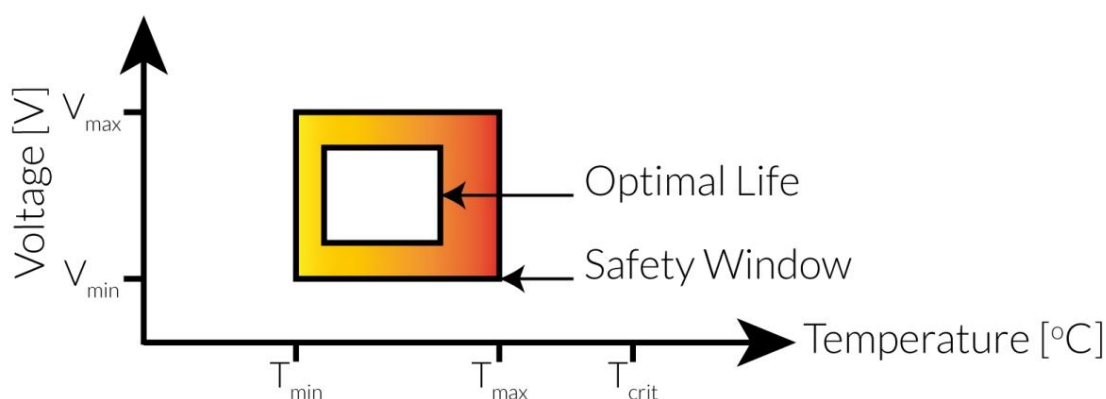 Voltage [V]
V max
V min
Optimal Life
Safety Window
Temperature [°C]
T min
T max
T crit